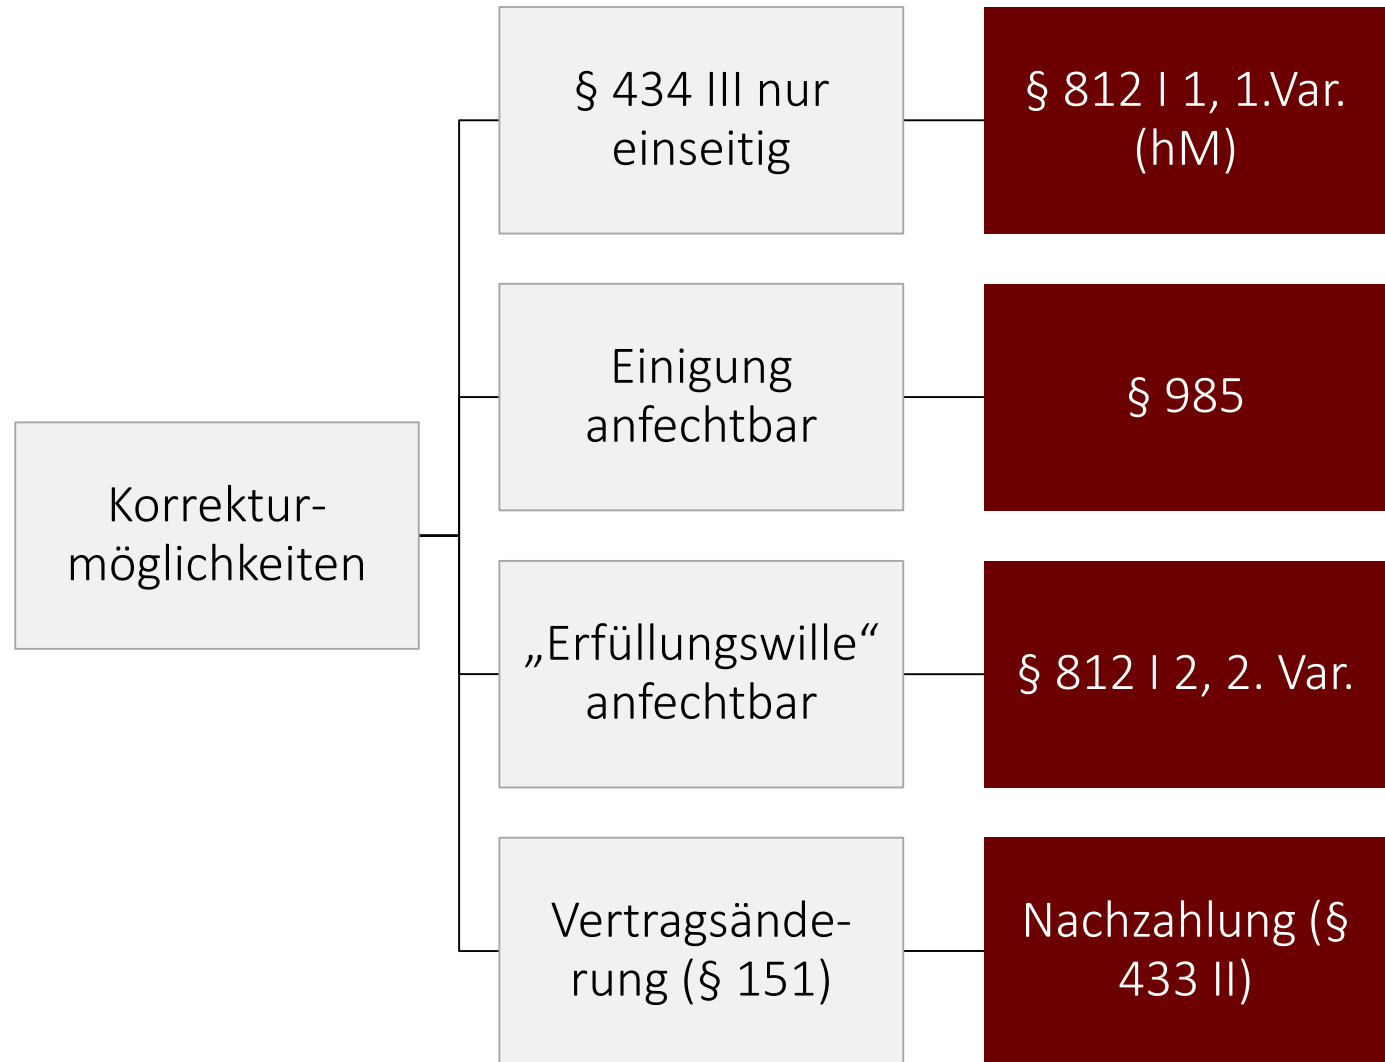 Korrektur-
möglichkeiten
§ 434 III nur
einseitig
§ 812 I 1, 1.Var.
(hM)
Einigung
anfechtbar
§ 985
„Erfüllungswille“
anfechtbar
§ 812 I 2, 2. Var.
Vertragsände-
rung (§ 151)
Nachzahlung (§
433 II)